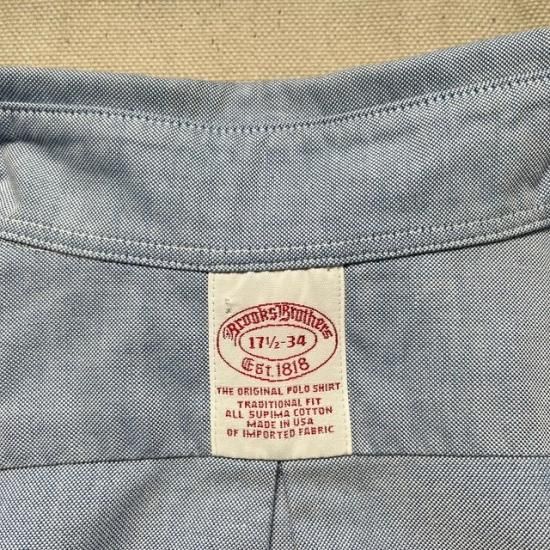 Brooks Brothers
17½-34
Est. 1818
THE ORIGINAL POLO SHIRT
TRADITIONAL FIT
ALL SUPIMA COTTON
MADE IN USA
OF IMPORTED FABRIC